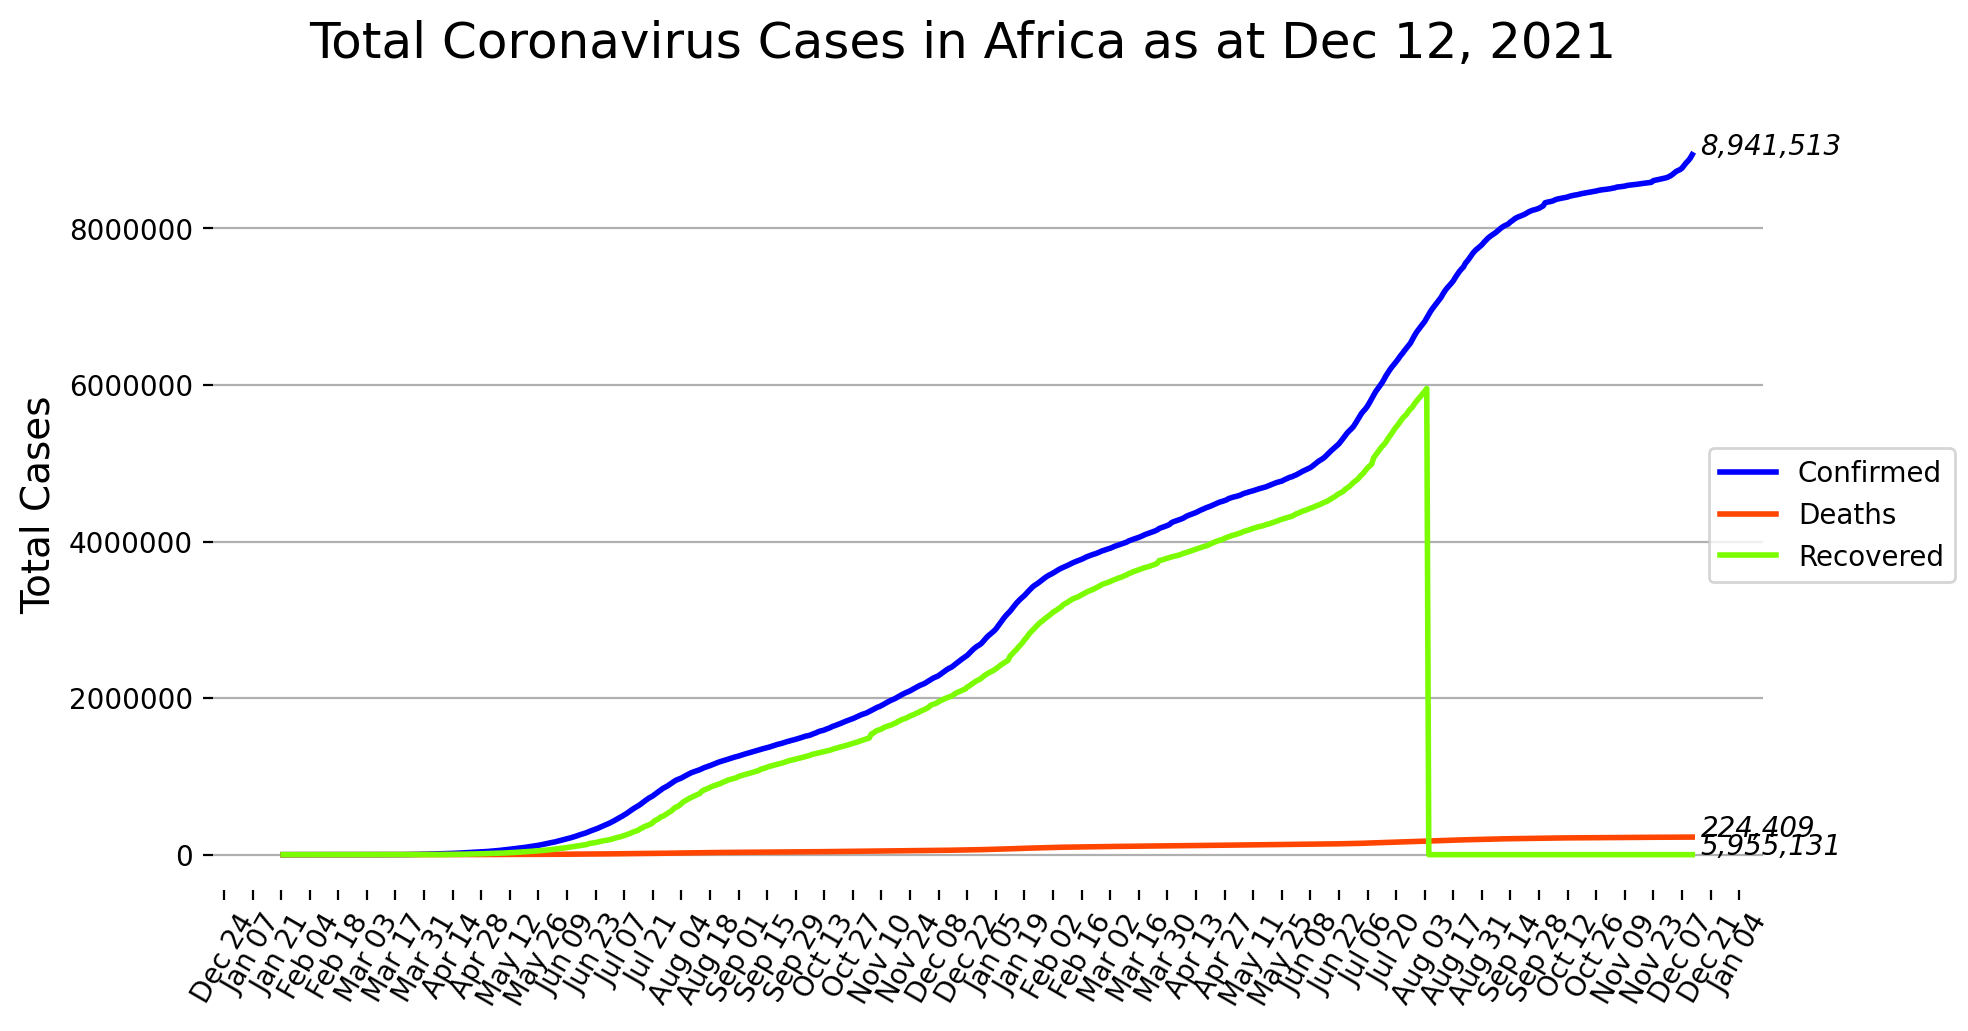 Total Coronavirus Cases in Africa as at Dec 12, 2021
8,941,513
8000000
6000000
4000000
2000000
0
Total Cases
Confirmed
Deaths
Recovered
224,409
5,955,131
Dec 24
Jan 07
Jan 21
Feb 04
Feb 18
Mar 03
Mar 17
Mar 31
Apr 14
Apr 28
May 12
May 26
Jun 09
Jun 23
Jul 07
Jul 21
Aug 04
Aug 18
Sep 01
Sep 15
Sep 29
Oct 13
Oct 27
Nov 10
Nov 24
Dec 08
Dec 22
Jan 05
Jan 19
Feb 02
Feb 16
Mar 02
Mar 16
Mar 30
Apr 13
Apr 27
May 11
May 25
Jun 08
Jun 22
Jul 06
Jul 20
Aug 03
Aug 17
Aug 31
Sep 14
Sep 28
Oct 12
Oct 26
Nov 09
Nov 23
Dec 07
Dec 21
Jan 04